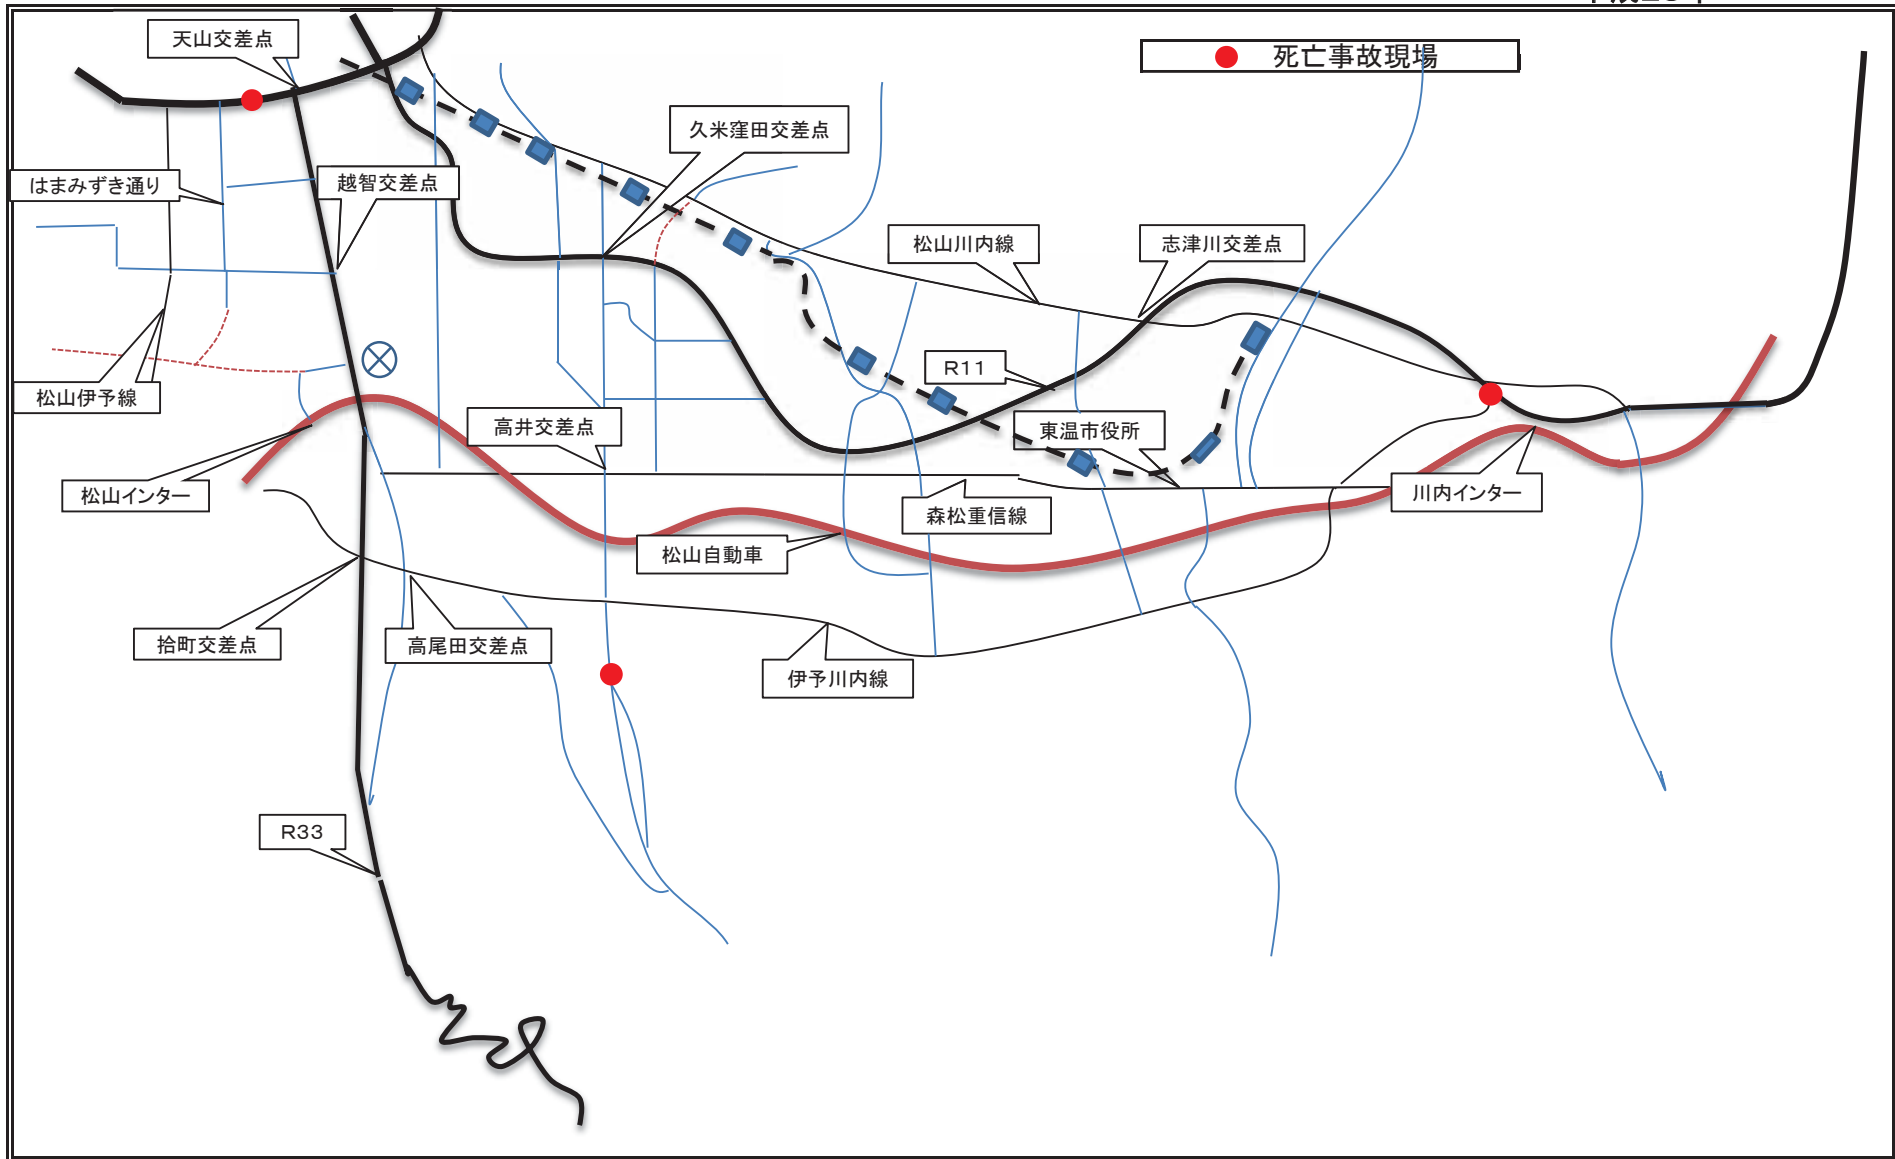 天山交差点
死亡事故現場
久米窪田交差点
はまみずき通り
越智交差点
松山川内線
志津川交差点
R11
松山伊予線
高井交差点
東温市役所
松山インター
川内インター
森松重信線
松山自動車
拾町交差点
高尾田交差点
伊予川内線
R33